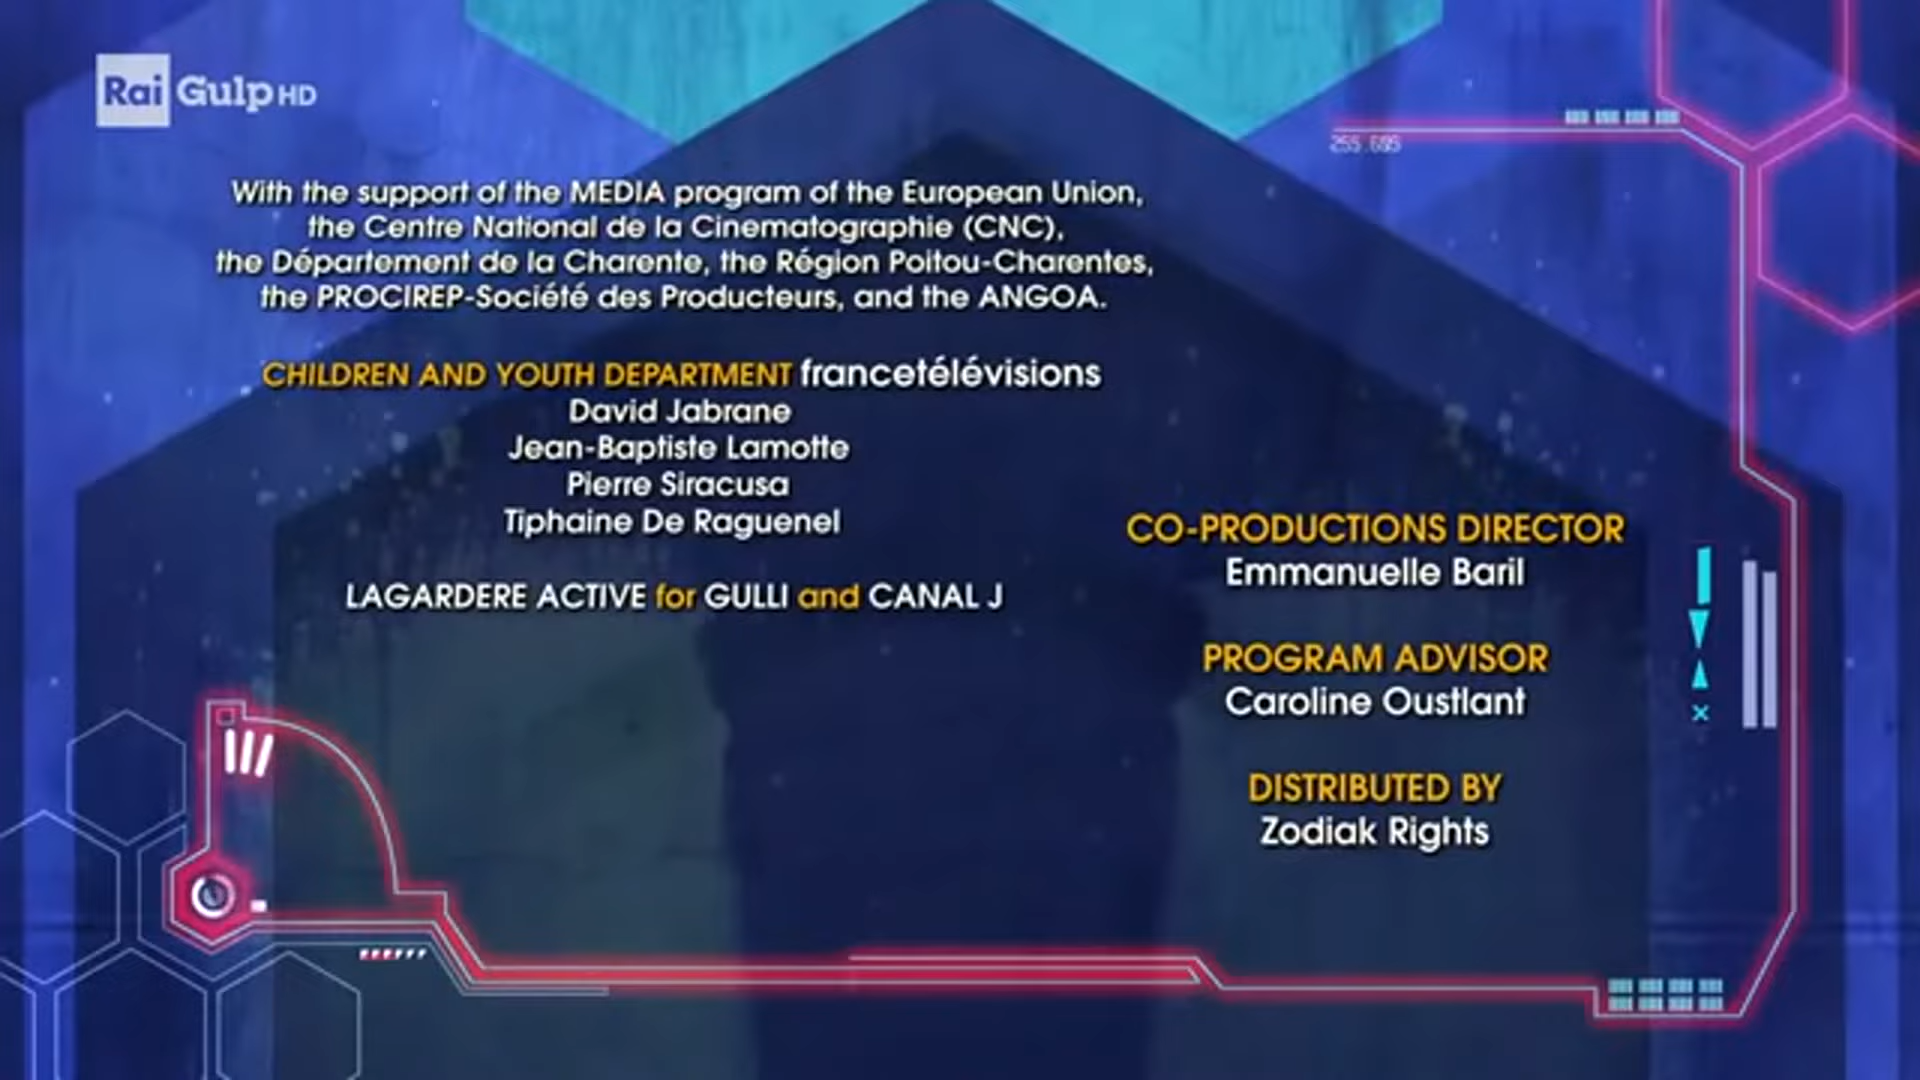 Rai Gulp HD
255.685
With the support of the MEDIA program of the European Union,
the Centre National de la Cinematographie (CNC),
the Département de la Charente, the Région Poitou-Charentes,
the PROCIREP-Société des Producteurs, and the ANGOA.
CHILDREN AND YOUTH DEPARTMENT francetélévisions
David Jabrane
Jean-Baptiste Lamotte
Pierre Siracusa
Tiphaine De Raguenel
LAGARDERE ACTIVE for GULLI and CANAL J
CO-PRODUCTIONS DIRECTOR
Emmanuelle Baril
PROGRAM ADVISOR
Caroline Oustlant
DISTRIBUTED BY
Zodiak Rights